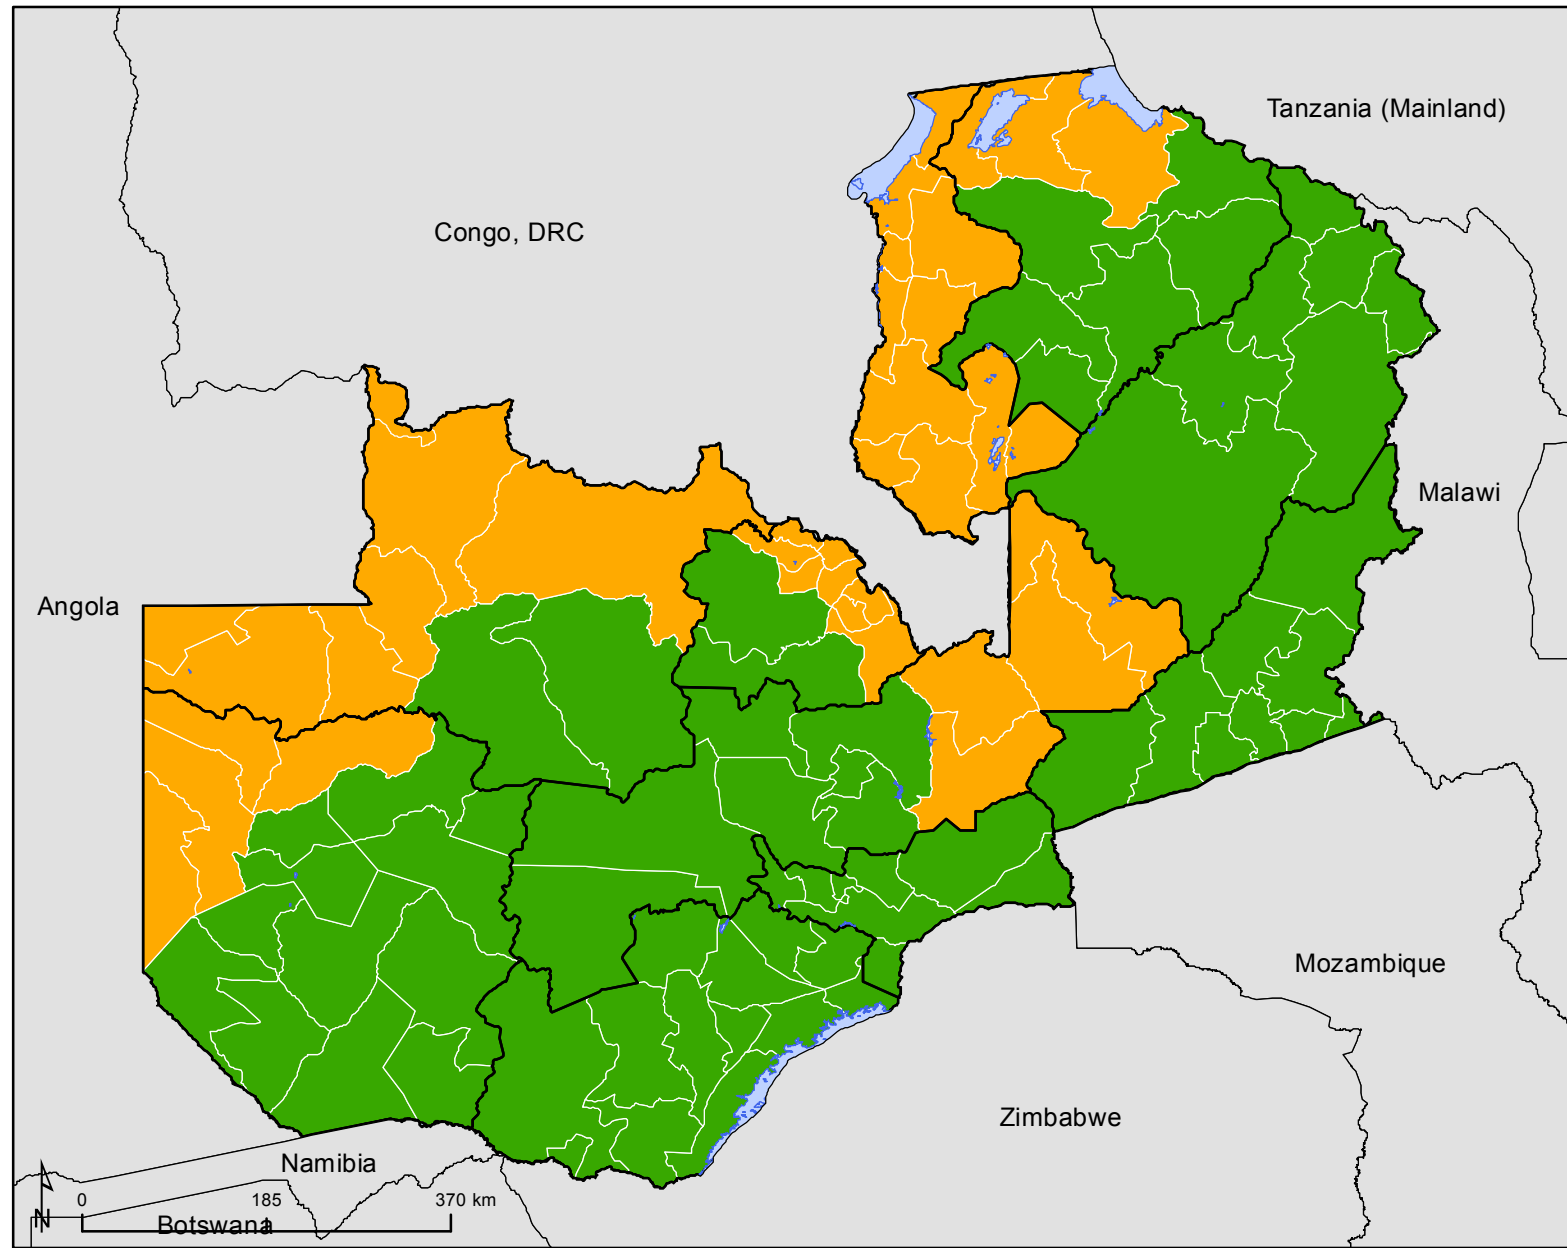 Tanzania (Mainland)
Congo, DRC
Malawi
Angola
Mozambique
Zimbabwe
Namibia
N
0 185 370 km
Botswana